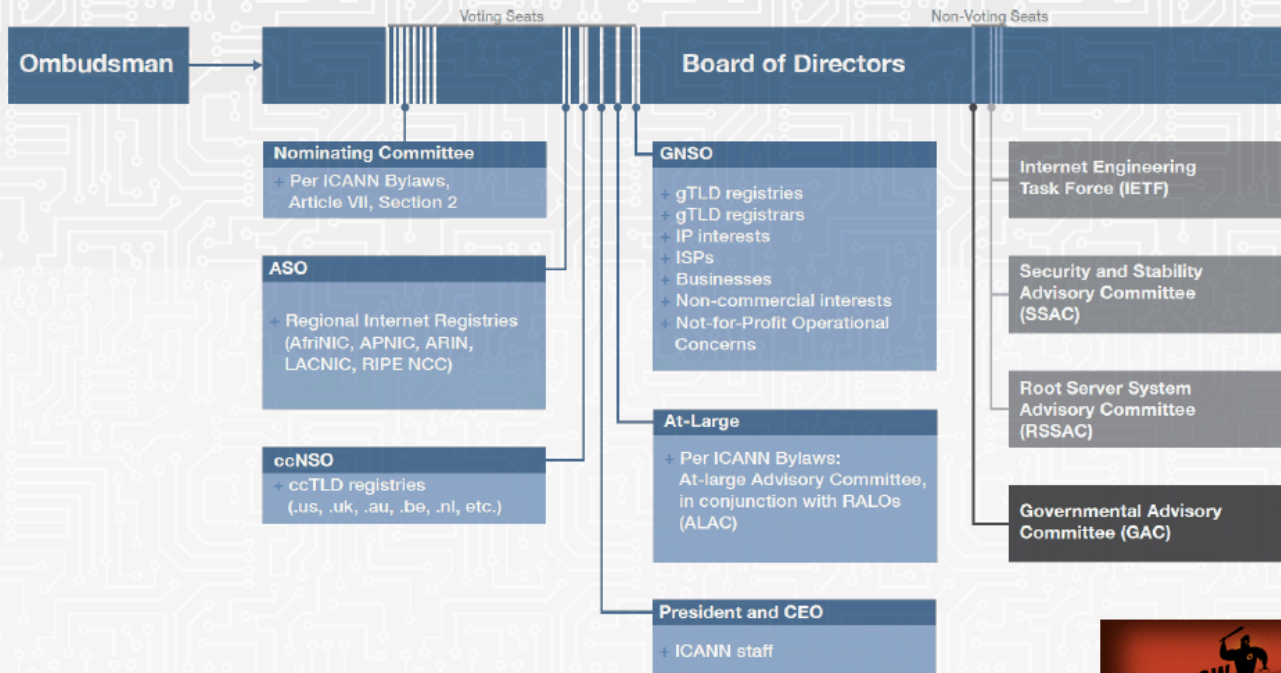 Voting Seats
Non-Voting Seats
Ombudsman
Board of Directors
Nominating Committee
+ Per ICANN Bylaws,
Article VII, Section 2
ASO
+ Regional Internet Registries
(AfriNIC, APNIC, ARIN,
LACNIC, RIPE NCC)
ccNSO
+ ccTLD registries
(.us, .uk, .au, .be, .nl, etc.)
GNSO
+ gTLD registries
+ gTLD registrars
+ IP interests
+ ISPs
+ Businesses
+ Non-commercial interests
+ Not-for-Profit Operational
Concerns
At-Large
+ Per ICANN Bylaws:
At-large Advisory Committee,
in conjunction with RALOs
(ALAC)
President and CEO
+ ICANN staff
Internet Engineering
Task Force (IETF)
Security and Stability
Advisory Committee
(SSAC)
Root Server System
Advisory Committee
(RSSAC)
Governmental Advisory
Committee (GAC)